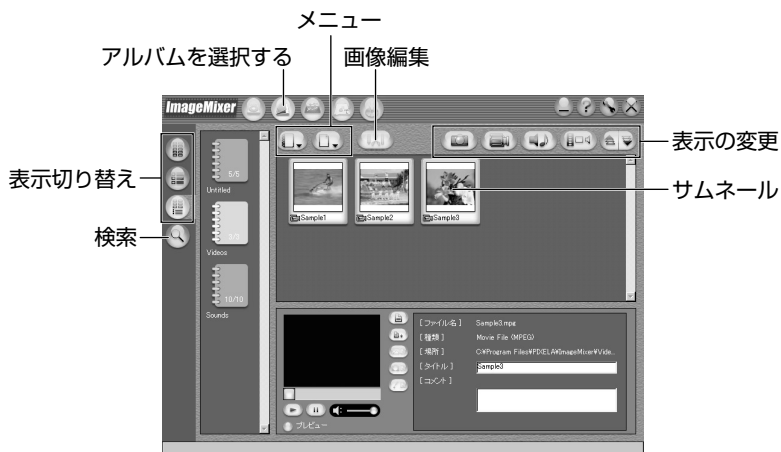 メニュー
アルバムを選択する
画像編集
ImageMixer
表示の変更
表示切り替え
サムネール
検索
5/5
Untitled
3/3
Videos
10/10
Sounds
Sample1
Sample2
Sample3
[ファイル名] Sample3.mpg
[種類] Movie File (MPEG)
[場所] C:¥Program Files¥PIXELA¥ImageMixer¥Vide...
[タイトル] Sample3
[コメント]
プレビュー